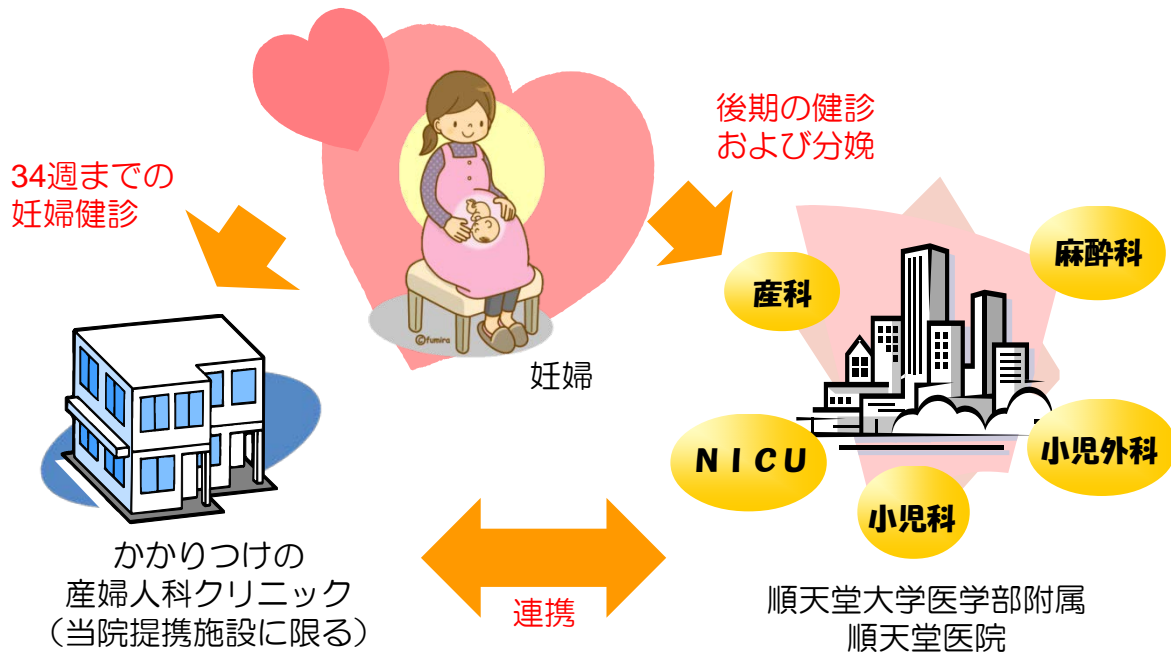 34週までの
妊婦健診
後期の健診
および分娩
©fumira
妊婦
産科
麻酔科
NICU
小児科
小児外科
かかりつけの
産婦人科クリニック
（当院提携施設に限る）
連携
順天堂大学医学部附属
順天堂医院